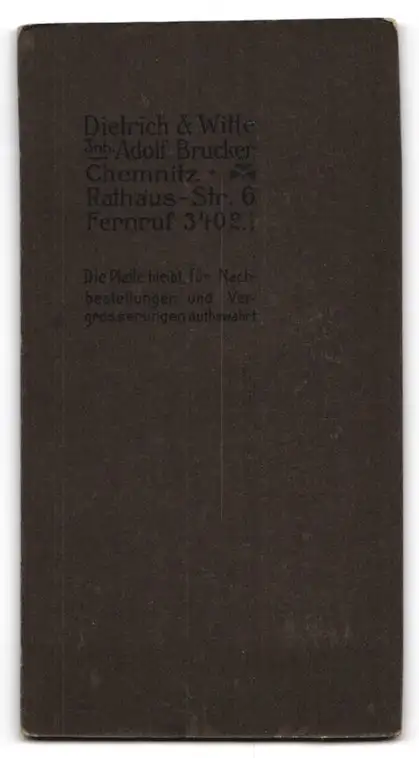 Dietrich & Witte
Inh. Adolf Brucker
Chemnitz •
Rathaus-Str. 6
Fernruf 3402.
Die Platte bleibt für Nach-
bestellungen und Ver-
grösserungen aufbewahrt